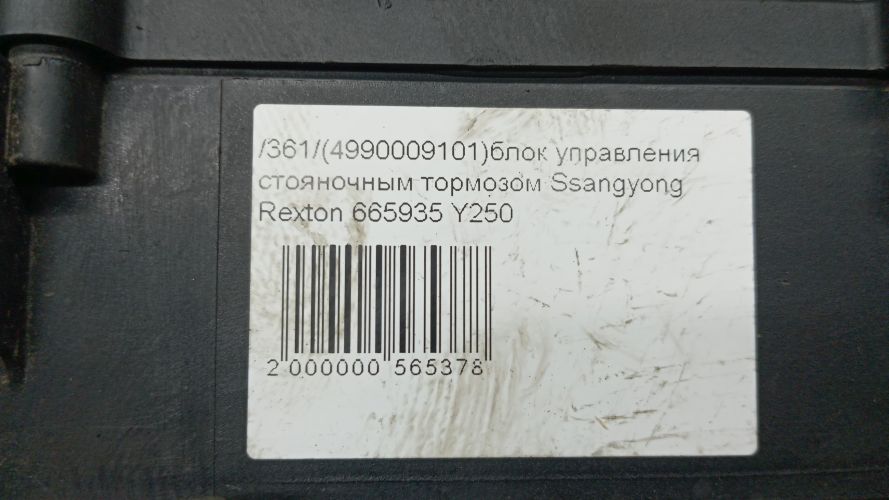 /361/(4990009101)блок управления
стояночным тормозом Ssangyong
Rexton 665935 Y250
2 000000 565378